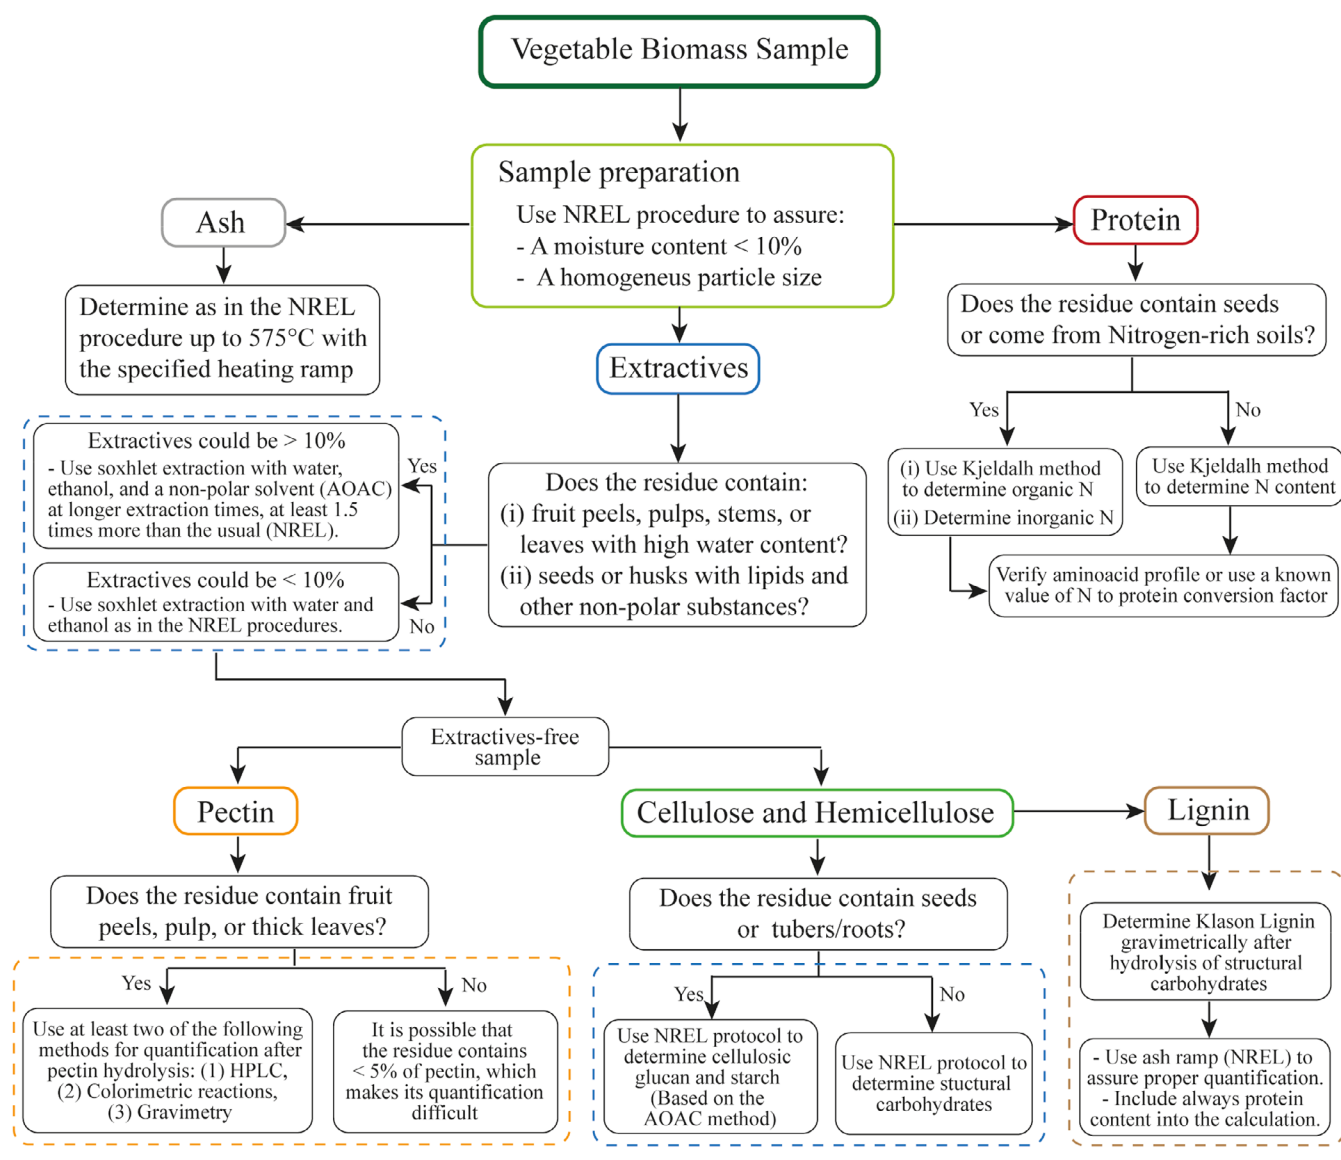 Vegetable Biomass Sample
Sample preparation
Use NREL procedure to assure:
- A moisture content < 10%
- A homogeneus particle size
Ash
Determine as in the NREL
procedure up to 575°C with
the specified heating ramp
Protein
Does the residue contain seeds
or come from Nitrogen-rich soils?
Yes
No
(i) Use Kjeldalh method
to determine organic N
(ii) Determine inorganic N
Use Kjeldalh method
to determine N content
Verify aminoacid profile or use a known
value of N to protein conversion factor
Extractives
Does the residue contain:
(i) fruit peels, pulps, stems, or
leaves with high water content?
(ii) seeds or husks with lipids and
other non-polar substances?
Yes
No
Extractives could be > 10%
- Use soxhlet extraction with water,
ethanol, and a non-polar solvent (AOAC)
at longer extraction times, at least 1.5
times more than the usual (NREL).
Extractives could be < 10%
- Use soxhlet extraction with water and
ethanol as in the NREL procedures.
Extractives-free
sample
Pectin
Does the residue contain fruit
peels, pulp, or thick leaves?
Yes
No
Use at least two of the following
methods for quantification after
pectin hydrolysis: (1) HPLC,
(2) Colorimetric reactions,
(3) Gravimetry
It is possible that
the residue contains
< 5% of pectin, which
makes its quantification
difficult
Cellulose and Hemicellulose
Does the residue contain seeds
or tubers/roots?
Yes
No
Use NREL protocol to
determine cellulosic
glucan and starch
(Based on the
AOAC method)
Use NREL protocol to
determine stuctural
carbohydrates
Lignin
Determine Klason Lignin
gravimetrically after
hydrolysis of structural
carbohydrates
- Use ash ramp (NREL) to
assure proper quantification.
- Include always protein
content into the calculation.